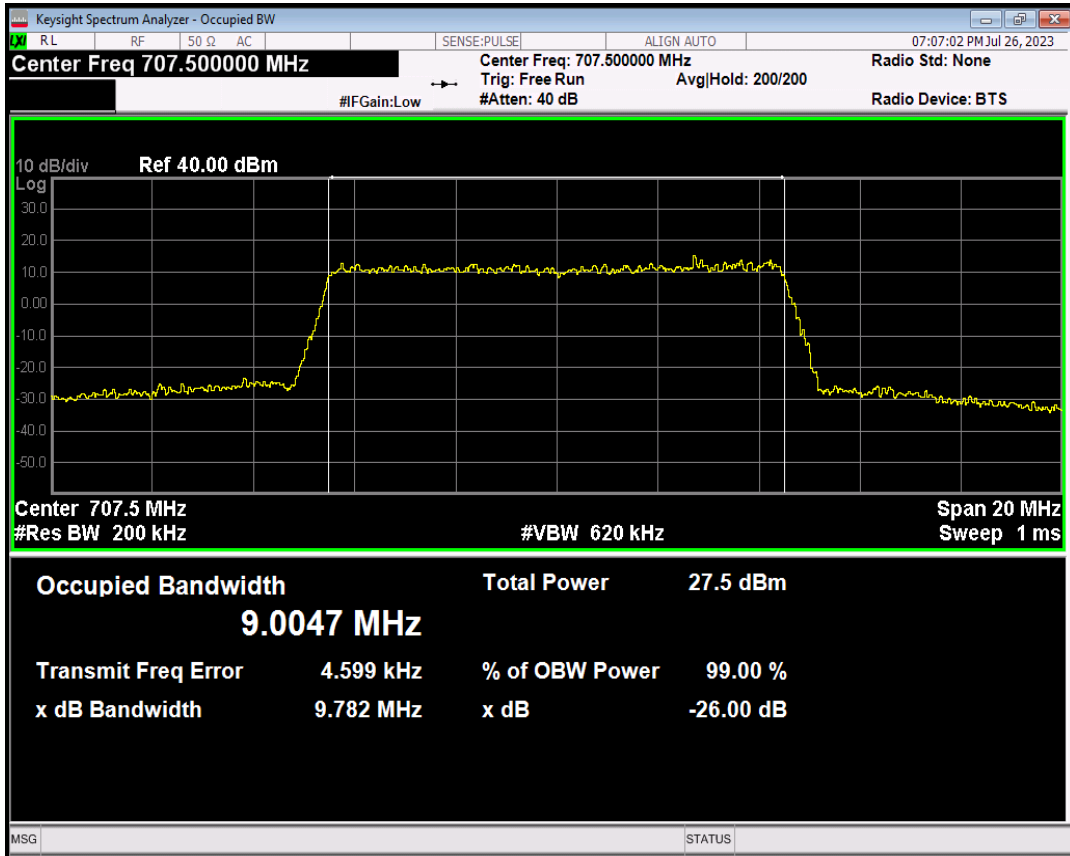 Keysight Spectrum Analyzer - Occupied BW
LXI RL RF 50 Ω AC SENSE:PULSE ALIGN AUTO 07:07:02 PM Jul 26, 2023
Center Freq 707.500000 MHz
Center Freq: 707.500000 MHz
Radio Std: None
Trig: Free Run Avg|Hold: 200/200
#IFGain:Low
#Atten: 40 dB
Radio Device: BTS
10 dB/div Ref 40.00 dBm
Log
30.0
20.0
10.0
0.00
-10.0
-20.0
-30.0
-40.0
-50.0
Center 707.5 MHz Span 20 MHz
#Res BW 200 kHz #VBW 620 kHz Sweep 1 ms
Occupied Bandwidth Total Power 27.5 dBm
9.0047 MHz
Transmit Freq Error 4.599 kHz % of OBW Power 99.00 %
x dB Bandwidth 9.782 MHz x dB -26.00 dB
MSG STATUS